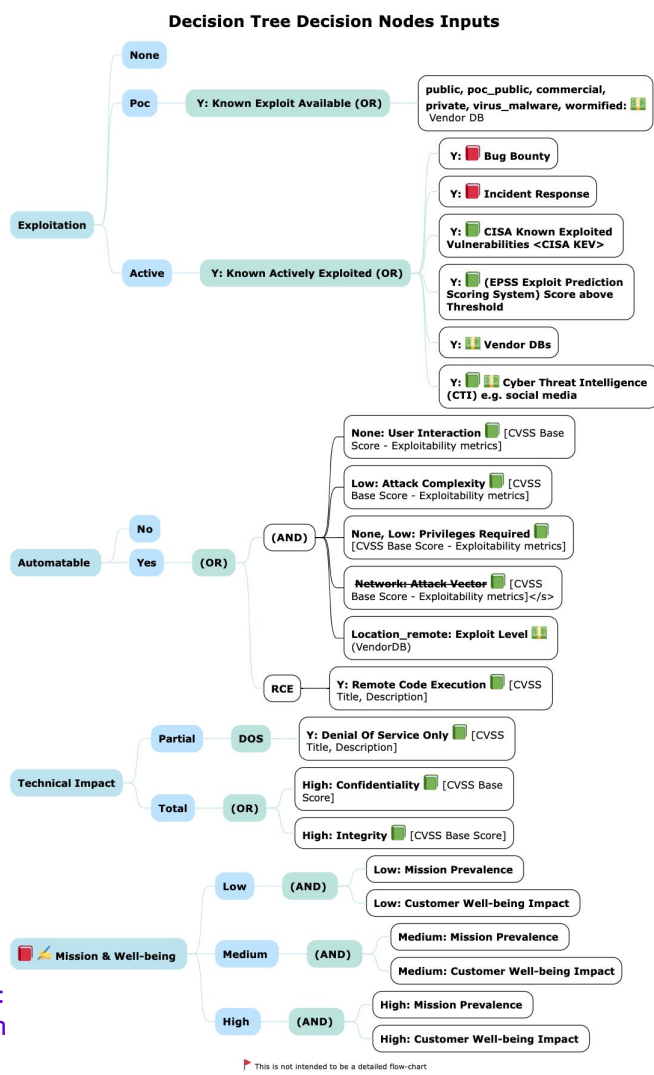 Decision Tree Decision Nodes Inputs
None
Poc
Y: Known Exploit Available (OR)
public, poc_public, commercial,
private, virus_malware, wormified:
Vendor DB
Exploitation
Active
Y: Known Actively Exploited (OR)
Y: Bug Bounty
Y: Incident Response
Y: CISA Known Exploited
Vulnerabilities <CISA KEV>
Y: (EPSS Exploit Prediction
Scoring System) Score above
Threshold
Y: Vendor DBs
Y: Cyber Threat Intelligence
(CTI) e.g. social media
Automatable
No
Yes
(OR)
(AND)
None: User Interaction [CVSS Base
Score - Exploitability metrics]
Low: Attack Complexity [CVSS
Base Score - Exploitability metrics]
None, Low: Privileges Required
[CVSS Base Score - Exploitability metrics]
Network: Attack Vector [CVSS
Base Score - Exploitability metrics]</s>
Location_remote: Exploit Level
(VendorDB)
RCE
Y: Remote Code Execution [CVSS
Title, Description]
Technical Impact
Partial
DOS
Y: Denial Of Service Only [CVSS
Title, Description]
Total
(OR)
High: Confidentiality [CVSS Base
Score]
High: Integrity [CVSS Base Score]
Mission & Well-being
Low
(AND)
Low: Mission Prevalence
Low: Customer Well-being Impact
Medium
(AND)
Medium: Mission Prevalence
Medium: Customer Well-being Impact
High
(AND)
High: Mission Prevalence
High: Customer Well-being Impact
This is not intended to be a detailed flow-chart